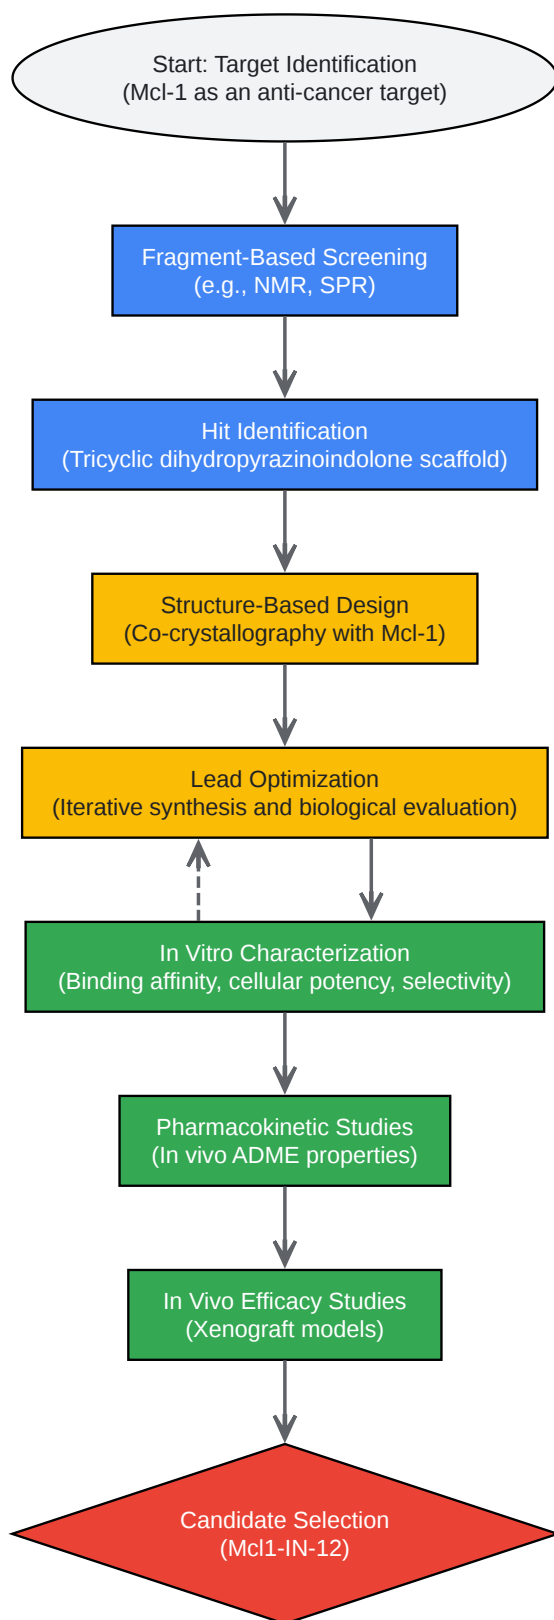 Start: Target Identification
(Mcl-1 as an anti-cancer target)
Fragment-Based Screening
(e.g., NMR, SPR)
Hit Identification
(Tricyclic dihydropyrazinoindolone scaffold)
Structure-Based Design
(Co-crystallography with Mcl-1)
Lead Optimization
(Iterative synthesis and biological evaluation)
In Vitro Characterization
(Binding affinity, cellular potency, selectivity)
Pharmacokinetic Studies
(In vivo ADME properties)
In Vivo Efficacy Studies
(Xenograft models)
Candidate Selection
(Mcl1-IN-12)